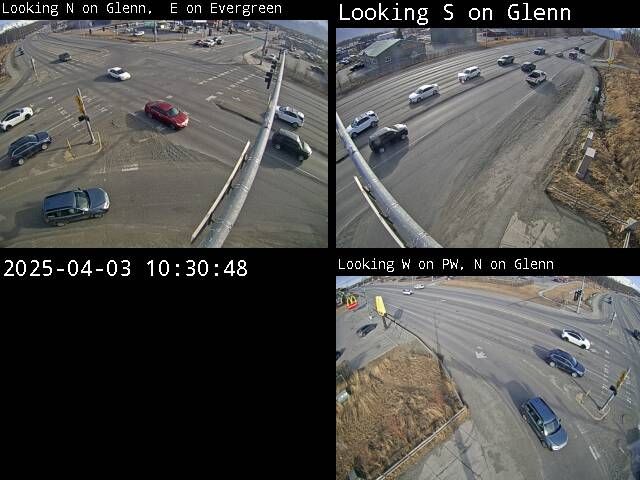 Looking N on Glenn, E on Evergreen
Looking S on Glenn
2025-04-03 10:30:48
Looking W on PW, N on Glenn